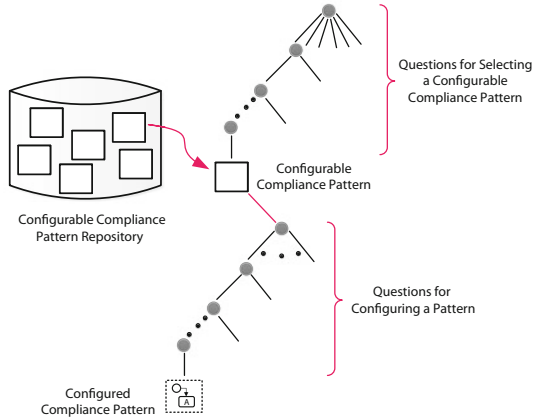 Questions for Selecting
a Configurable
Compliance Pattern
Configurable
Compliance Pattern
Configurable Compliance
Pattern Repository
Questions for
Configuring a Pattern
Configured
Compliance Pattern
A